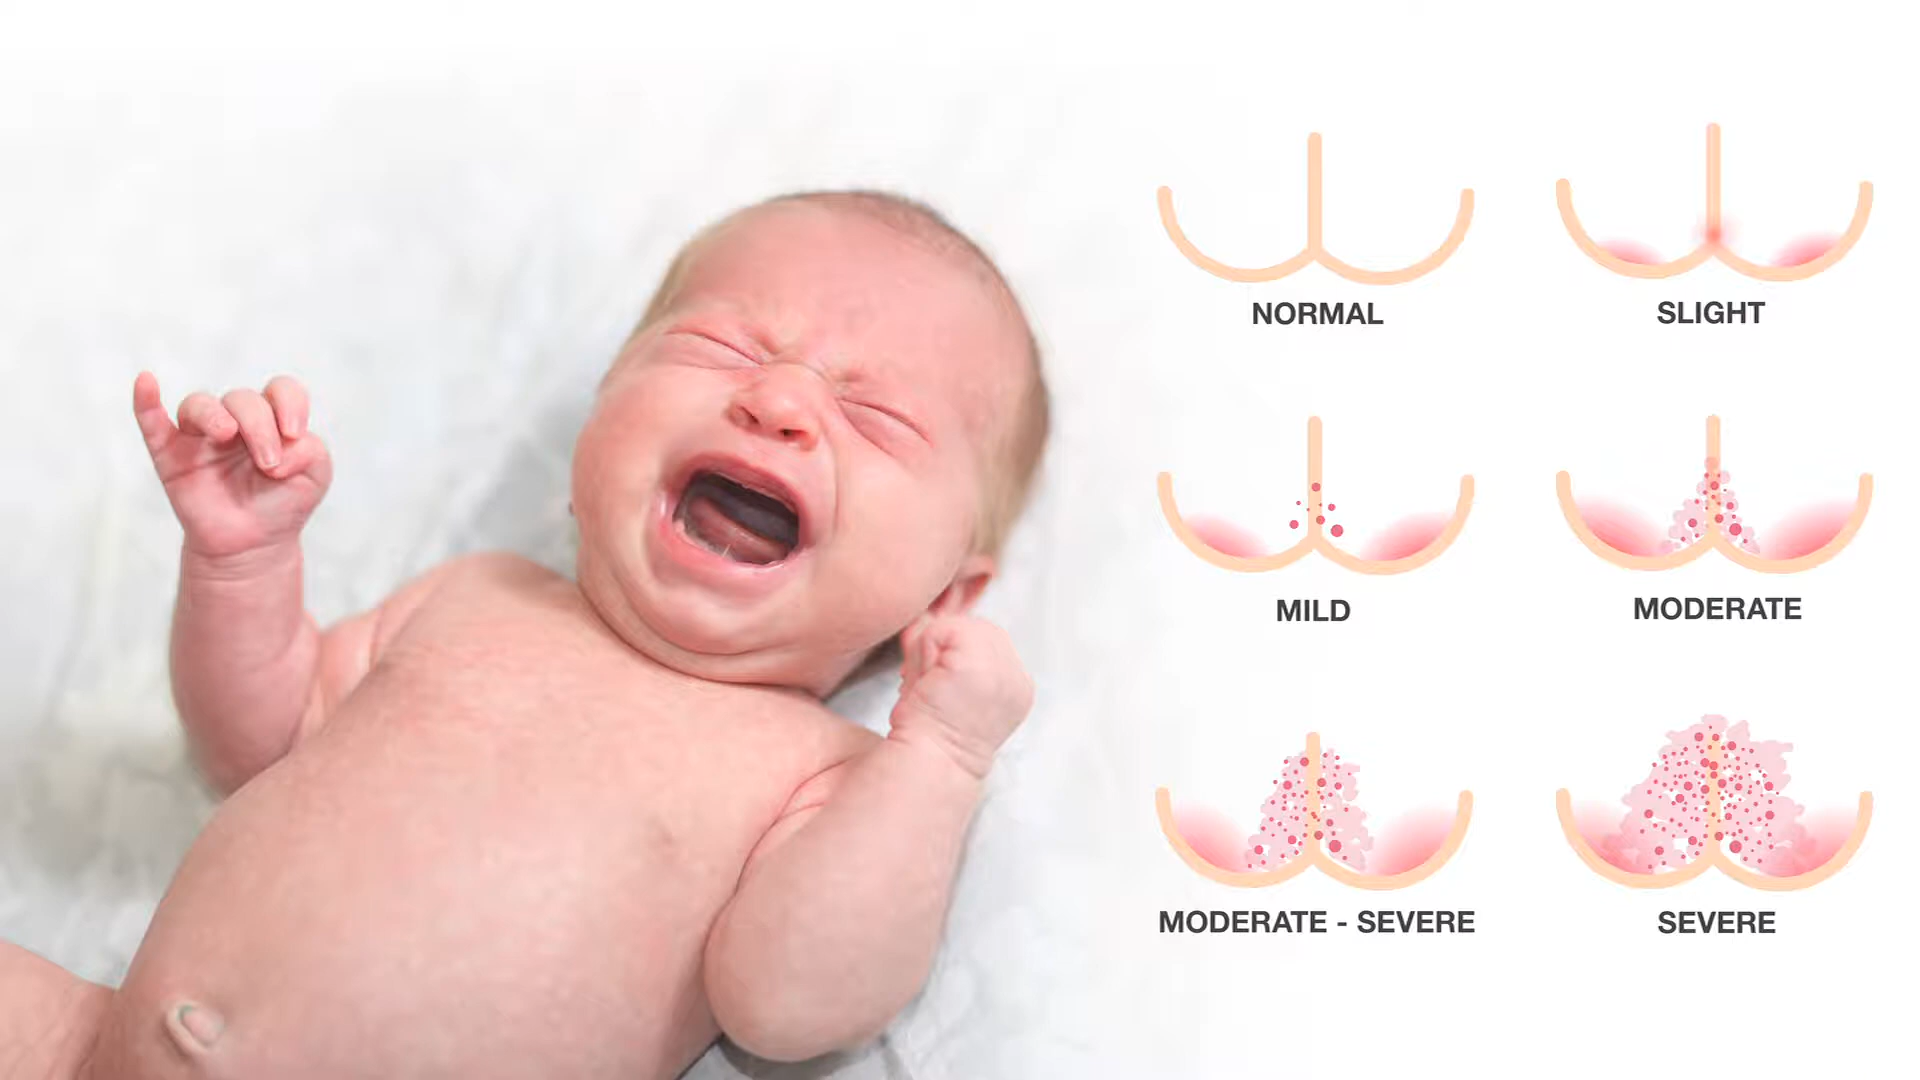 NORMAL
SLIGHT
MILD
MODERATE
MODERATE - SEVERE
SEVERE